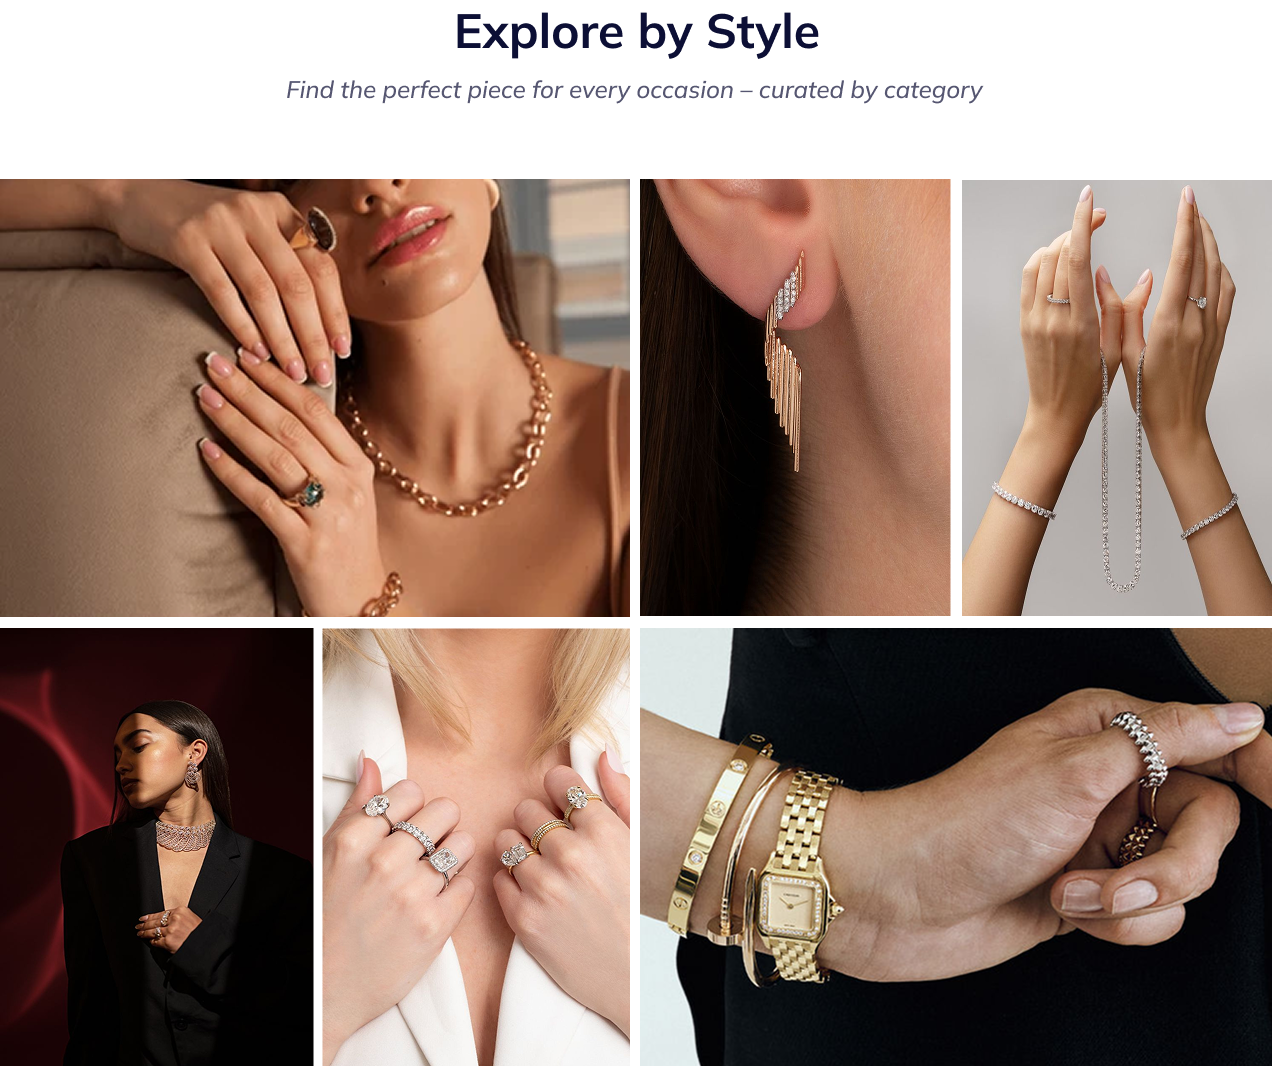 Explore by Style
Find the perfect piece for every occasion – curated by category